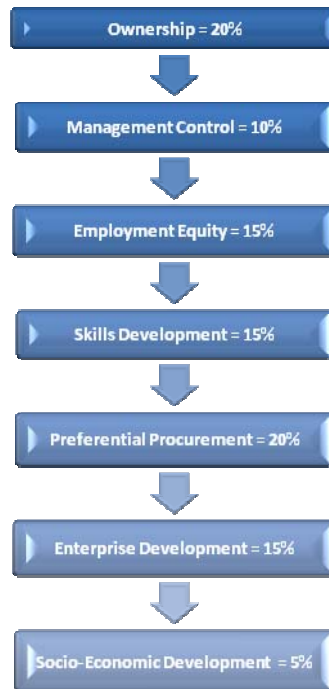 Ownership = 20%
Management Control = 10%
Employment Equity = 15%
Skills Development = 15%
Preferential Procurement = 20%
Enterprise Development = 15%
Socio-Economic Development = 5%